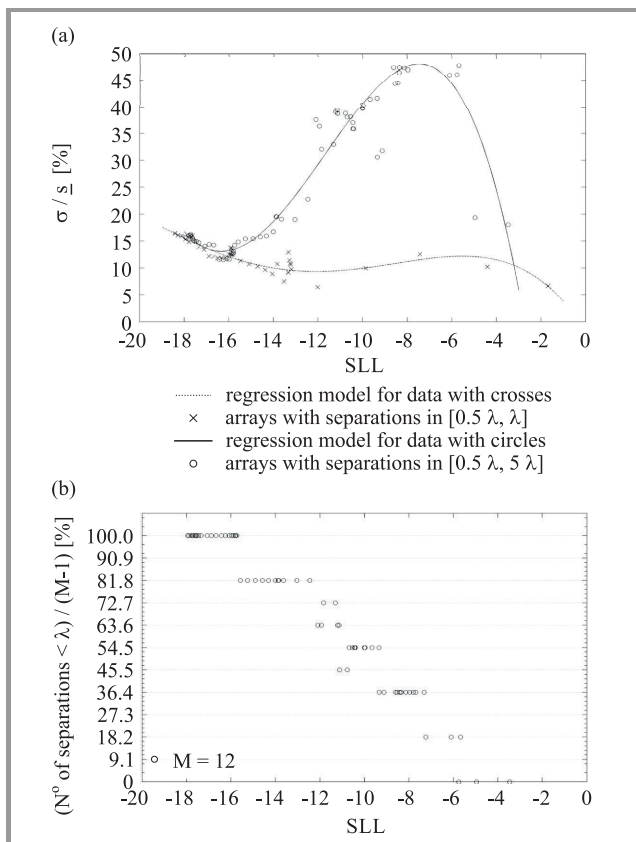 (a)
50
45
40
35
30
25
20
15
10
5
0
σ / s [%]
-20 -18 -16 -14 -12 -10 -8 -6 -4 -2 0
SLL
regression model for data with crosses
× arrays with separations in [0.5 λ, λ]
regression model for data with circles
○ arrays with separations in [0.5 λ, 5 λ]
(b)
100.0
90.9
81.8
72.7
63.6
54.5
45.5
36.4
27.3
18.2
9.1
0
(Nº of separations < λ) / (M-1) [%]
○ M = 12
-20 -18 -16 -14 -12 -10 -8 -6 -4 -2 0
SLL